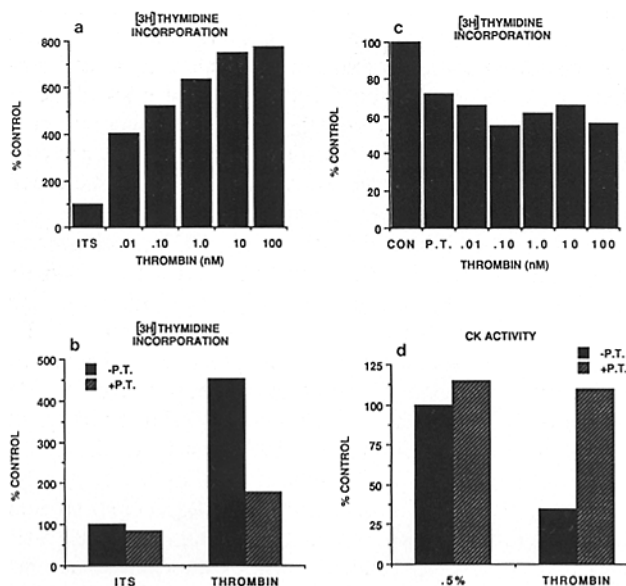 a
[3H]THYMIDINE
INCORPORATION
800
600
400
200
0
% CONTROL
ITS .01 .10 1.0 10 100
THROMBIN (nM)
c
[3H]THYMIDINE
INCORPORATION
100
80
60
40
20
0
% CONTROL
CON P.T. .01 .10 1.0 10 100
THROMBIN (nM)
b
[3H]THYMIDINE
INCORPORATION
-P.T.
+P.T.
500
400
300
200
100
0
% CONTROL
ITS THROMBIN
d
CK ACTIVITY
-P.T.
+P.T.
125
100
75
50
25
0
% CONTROL
.5% THROMBIN